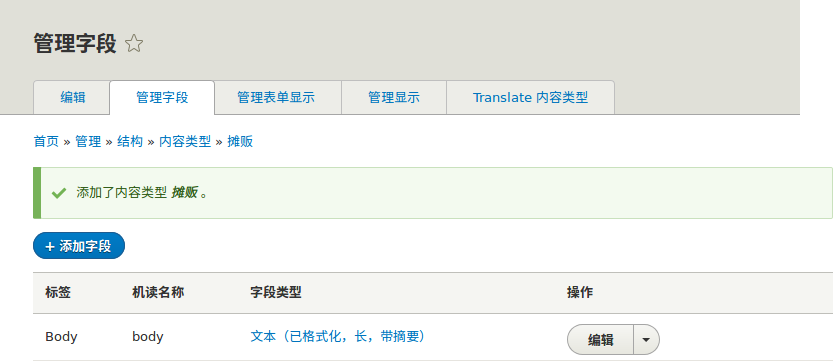 管理字段
编辑 管理字段 管理表单显示 管理显示 Translate 内容类型
首页 » 管理 » 结构 » 内容类型 » 摊贩
添加了内容类型 摊贩 。
+ 添加字段
标签 机读名称 字段类型 操作
Body body 文本（已格式化，长，带摘要） 编辑